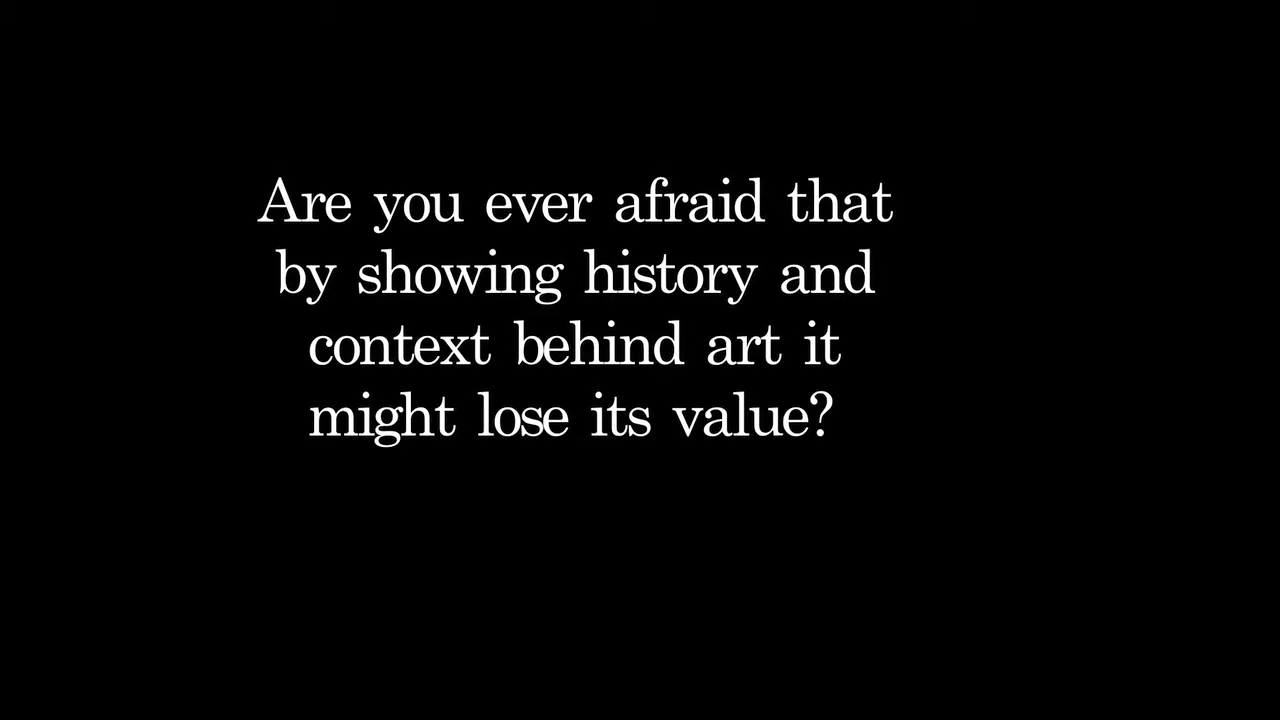 Are you ever afraid that
by showing history and
context behind art it
might lose its value?